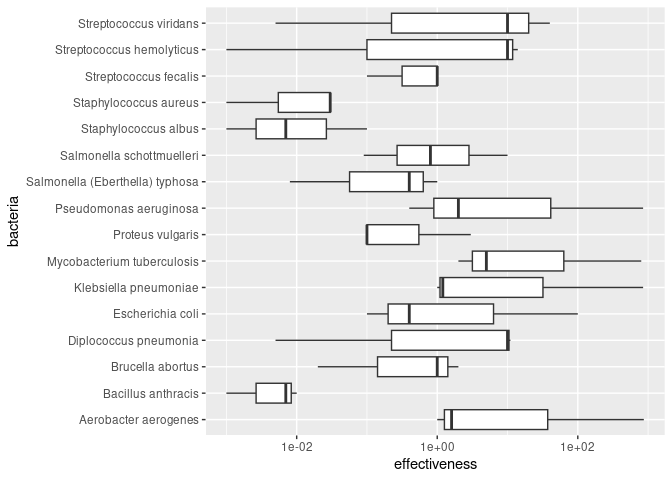 Streptococcus viridans
Streptococcus hemolyticus
Streptococcus fecalis
Staphylococcus aureus
Staphylococcus albus
Salmonella schottmuelleri
Salmonella (Eberthella) typhosa
Pseudomonas aeruginosa
Proteus vulgaris
Mycobacterium tuberculosis
Klebsiella pneumoniae
Escherichia coli
Diplococcus pneumonia
Brucella abortus
Bacillus anthracis
Aerobacter aerogenes
bacteria
1e-02 1e+00 1e+02
effectiveness